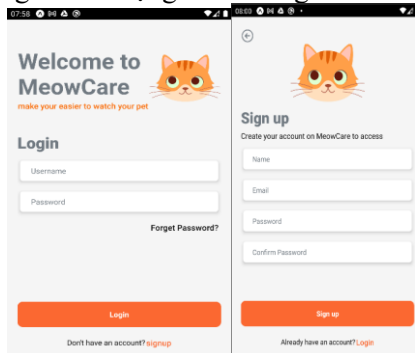 07:58
Welcome to
MeowCare
make your easier to watch your pet
Login
Username
Password
Forget Password?
Login
Don't have an account? signup
08:03
Sign up
Create your account on MeowCare to access
Name
Email
Password
Confirm Password
Sign up
Already have an account? Login